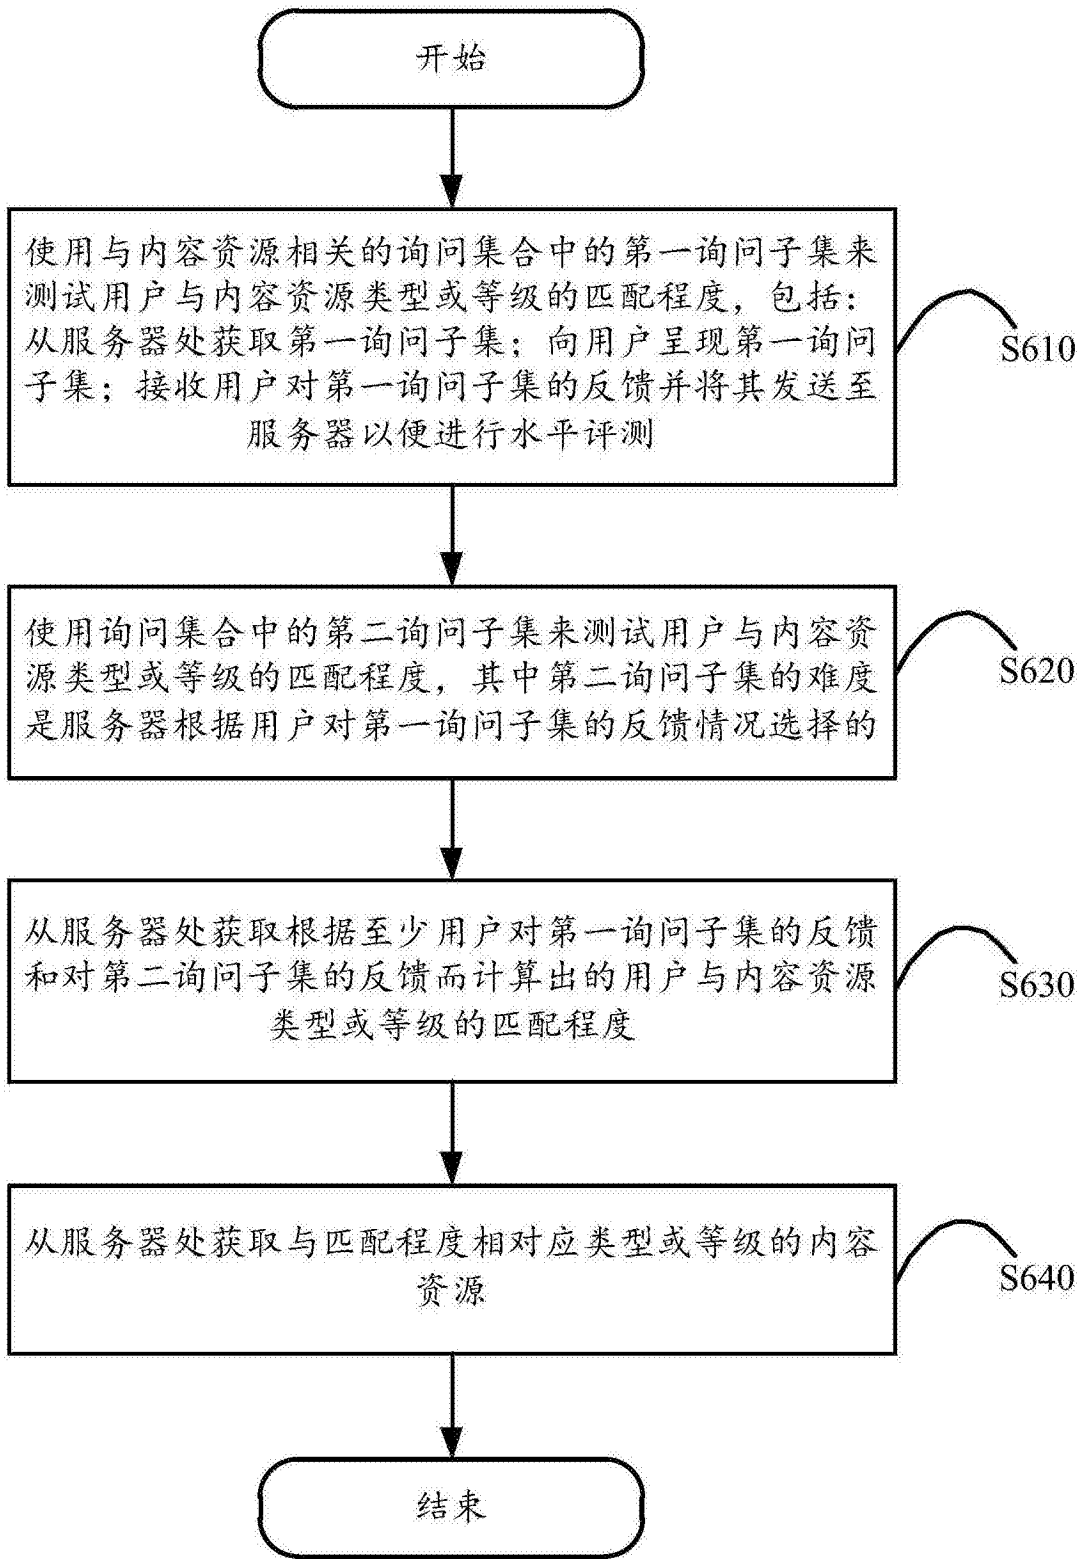 开始
使用与内容资源相关的询问集合中的第一询问子集来
测试用户与内容资源类型或等级的匹配程度，包括：
从服务器处获取第一询问子集；向用户呈现第一询问
子集；接收用户对第一询问子集的反馈并将其发送至
服务器以便进行水平评测
S610
使用询问集合中的第二询问子集来测试用户与内容资
源类型或等级的匹配程度，其中第二询问子集的难度
是服务器根据用户对第一询问子集的反馈情况选择的
S620
从服务器处获取根据至少用户对第一询问子集的反馈
和对第二询问子集的反馈而计算出的用户与内容资源
类型或等级的匹配程度
S630
从服务器处获取与匹配程度相对应类型或等级的内容
资源
S640
结束